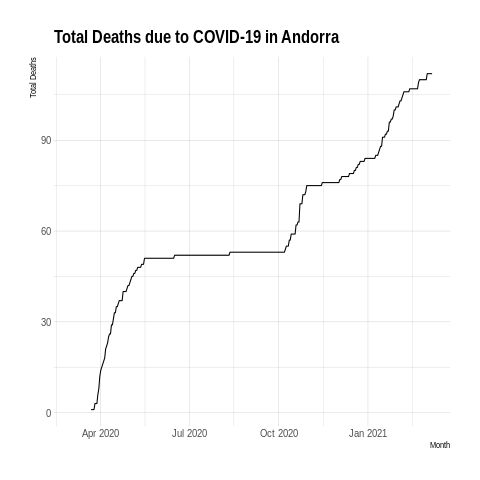 Total Deaths due to COVID-19 in Andorra
Total Deaths
90
60
30
0
Apr 2020 Jul 2020 Oct 2020 Jan 2021
Month